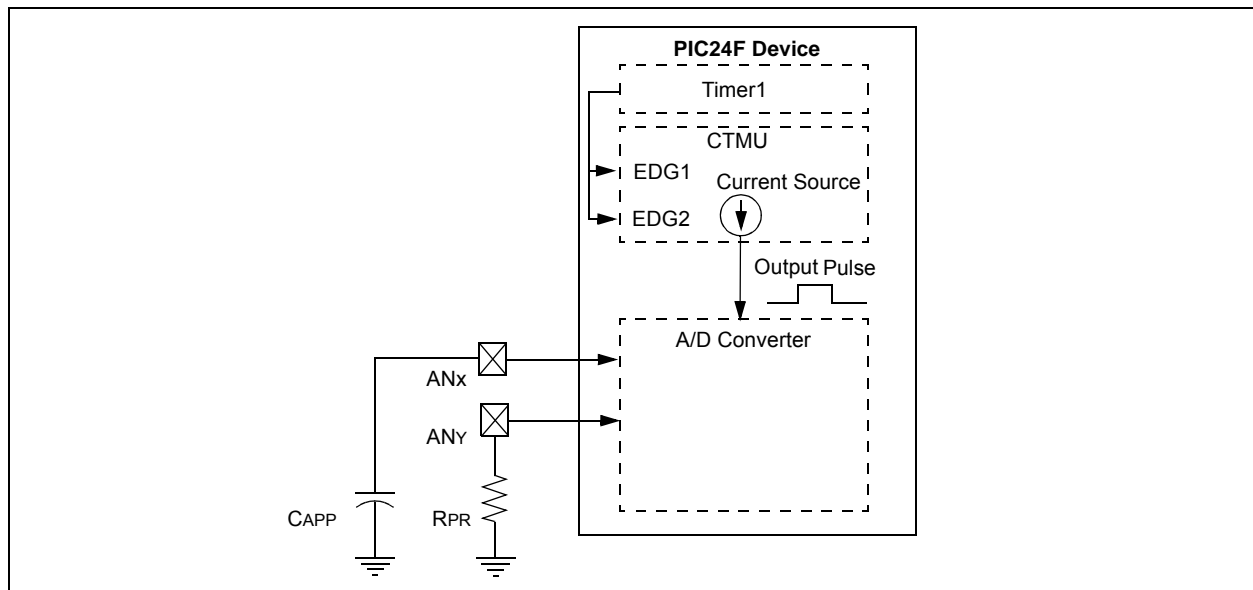 PIC24F Device
Timer1
CTMU
EDG1
Current Source
EDG2
Output Pulse
A/D Converter
ANX
ANY
CAPP
RPR